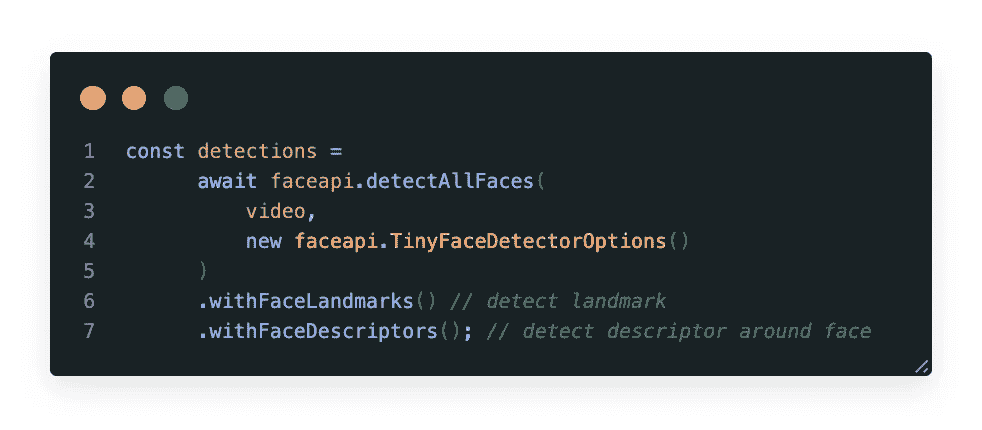 1 const detections =
2 await faceapi.detectAllFaces(
3 video,
4 new faceapi.TinyFaceDetectorOptions()
5 )
6 .withFaceLandmarks() // detect landmark
7 .withFaceDescriptors(); // detect descriptor around face